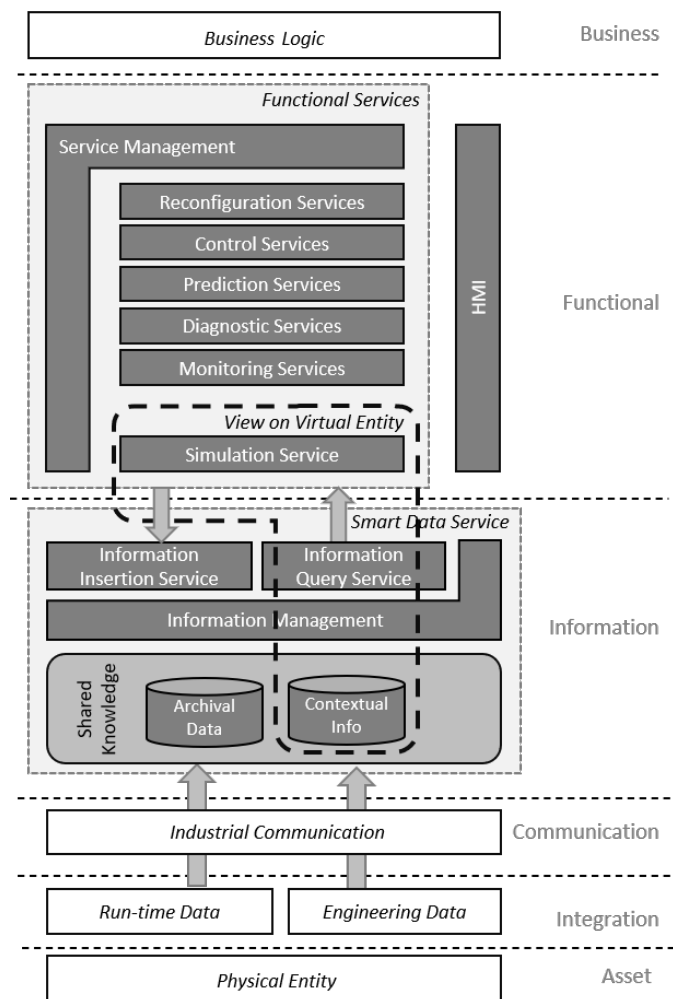 Business Logic
Business
Functional Services
Service Management
Reconfiguration Services
Control Services
Prediction Services
Diagnostic Services
Monitoring Services
HMI
Functional
View on Virtual Entity
Simulation Service
Smart Data Service
Information
Insertion Service
Information
Query Service
Information Management
Information
Shared
Knowledge
Archival
Data
Contextual
Info
Industrial Communication
Communication
Run-time Data
Engineering Data
Integration
Physical Entity
Asset